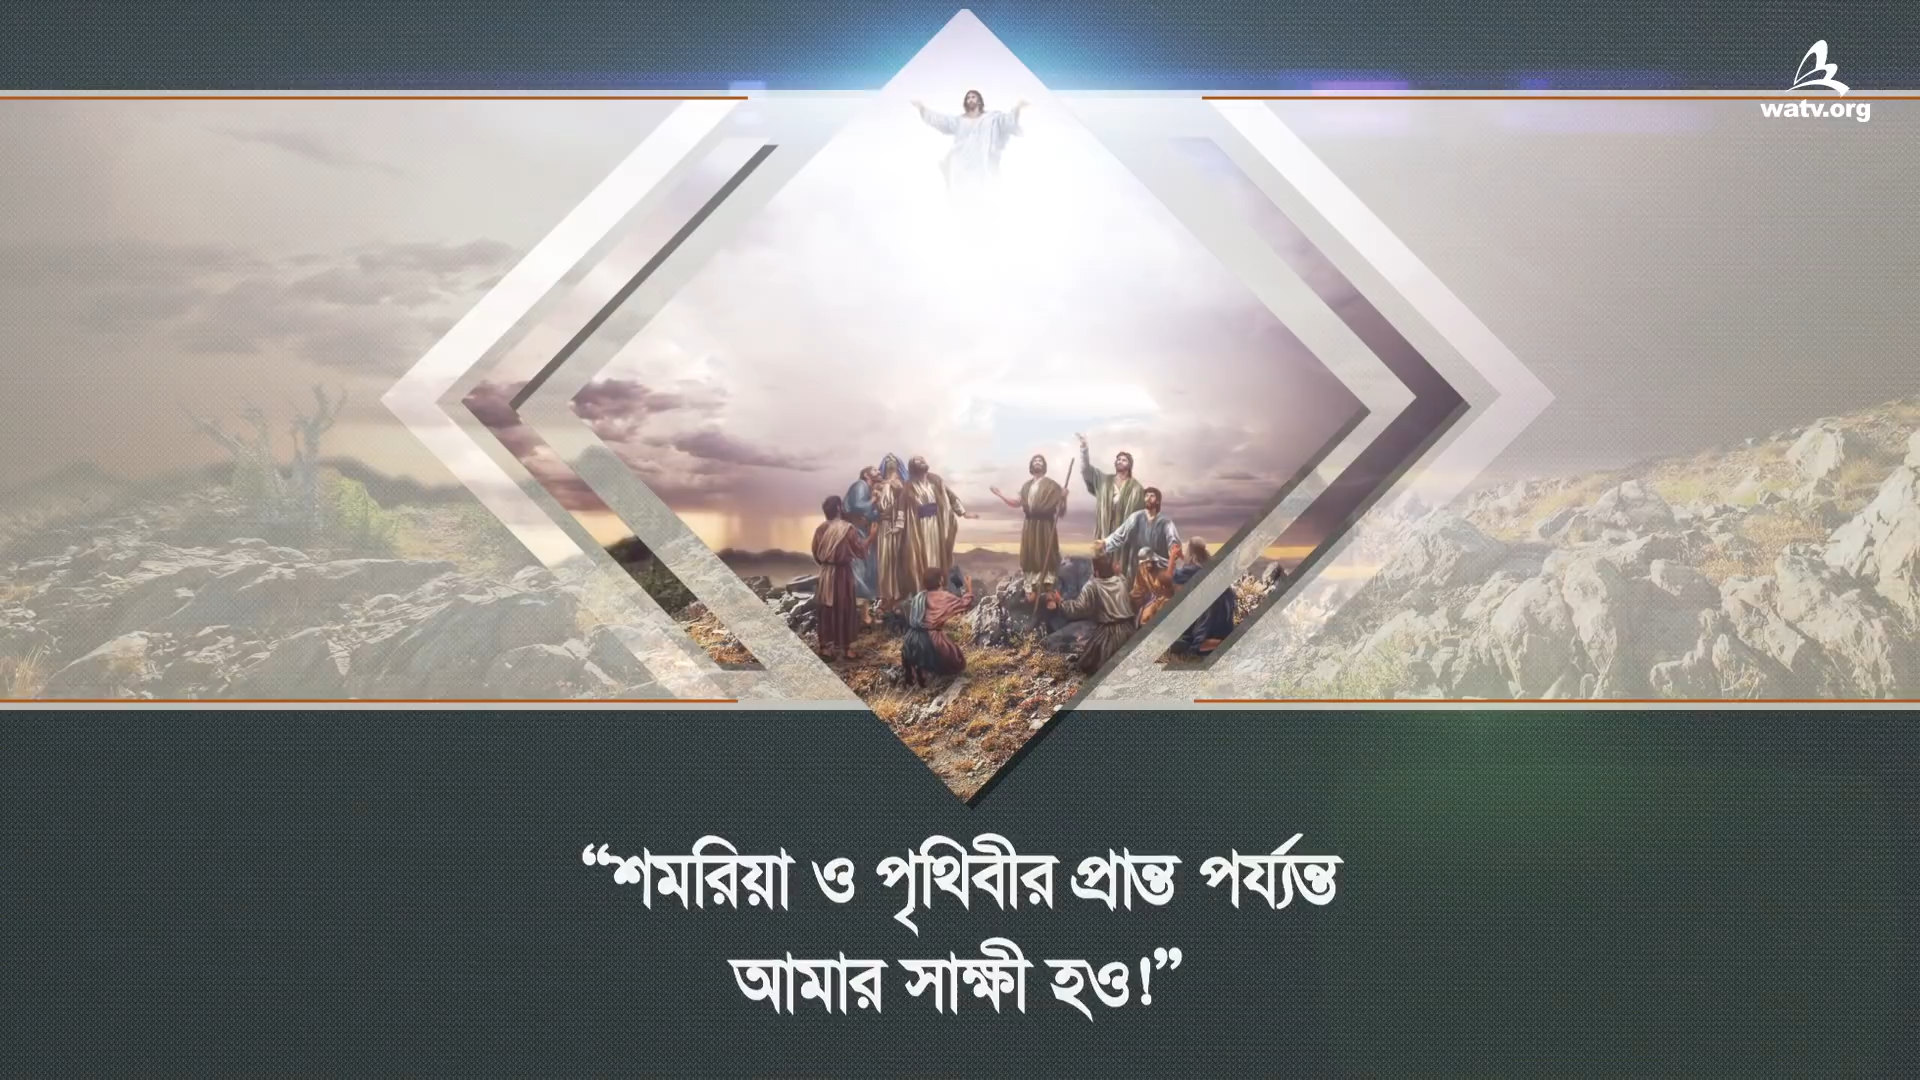 watv.org
“শমরিয়া ও পৃথিবীর প্রান্ত পর্য্যন্ত
আমার সাক্ষী হও!”